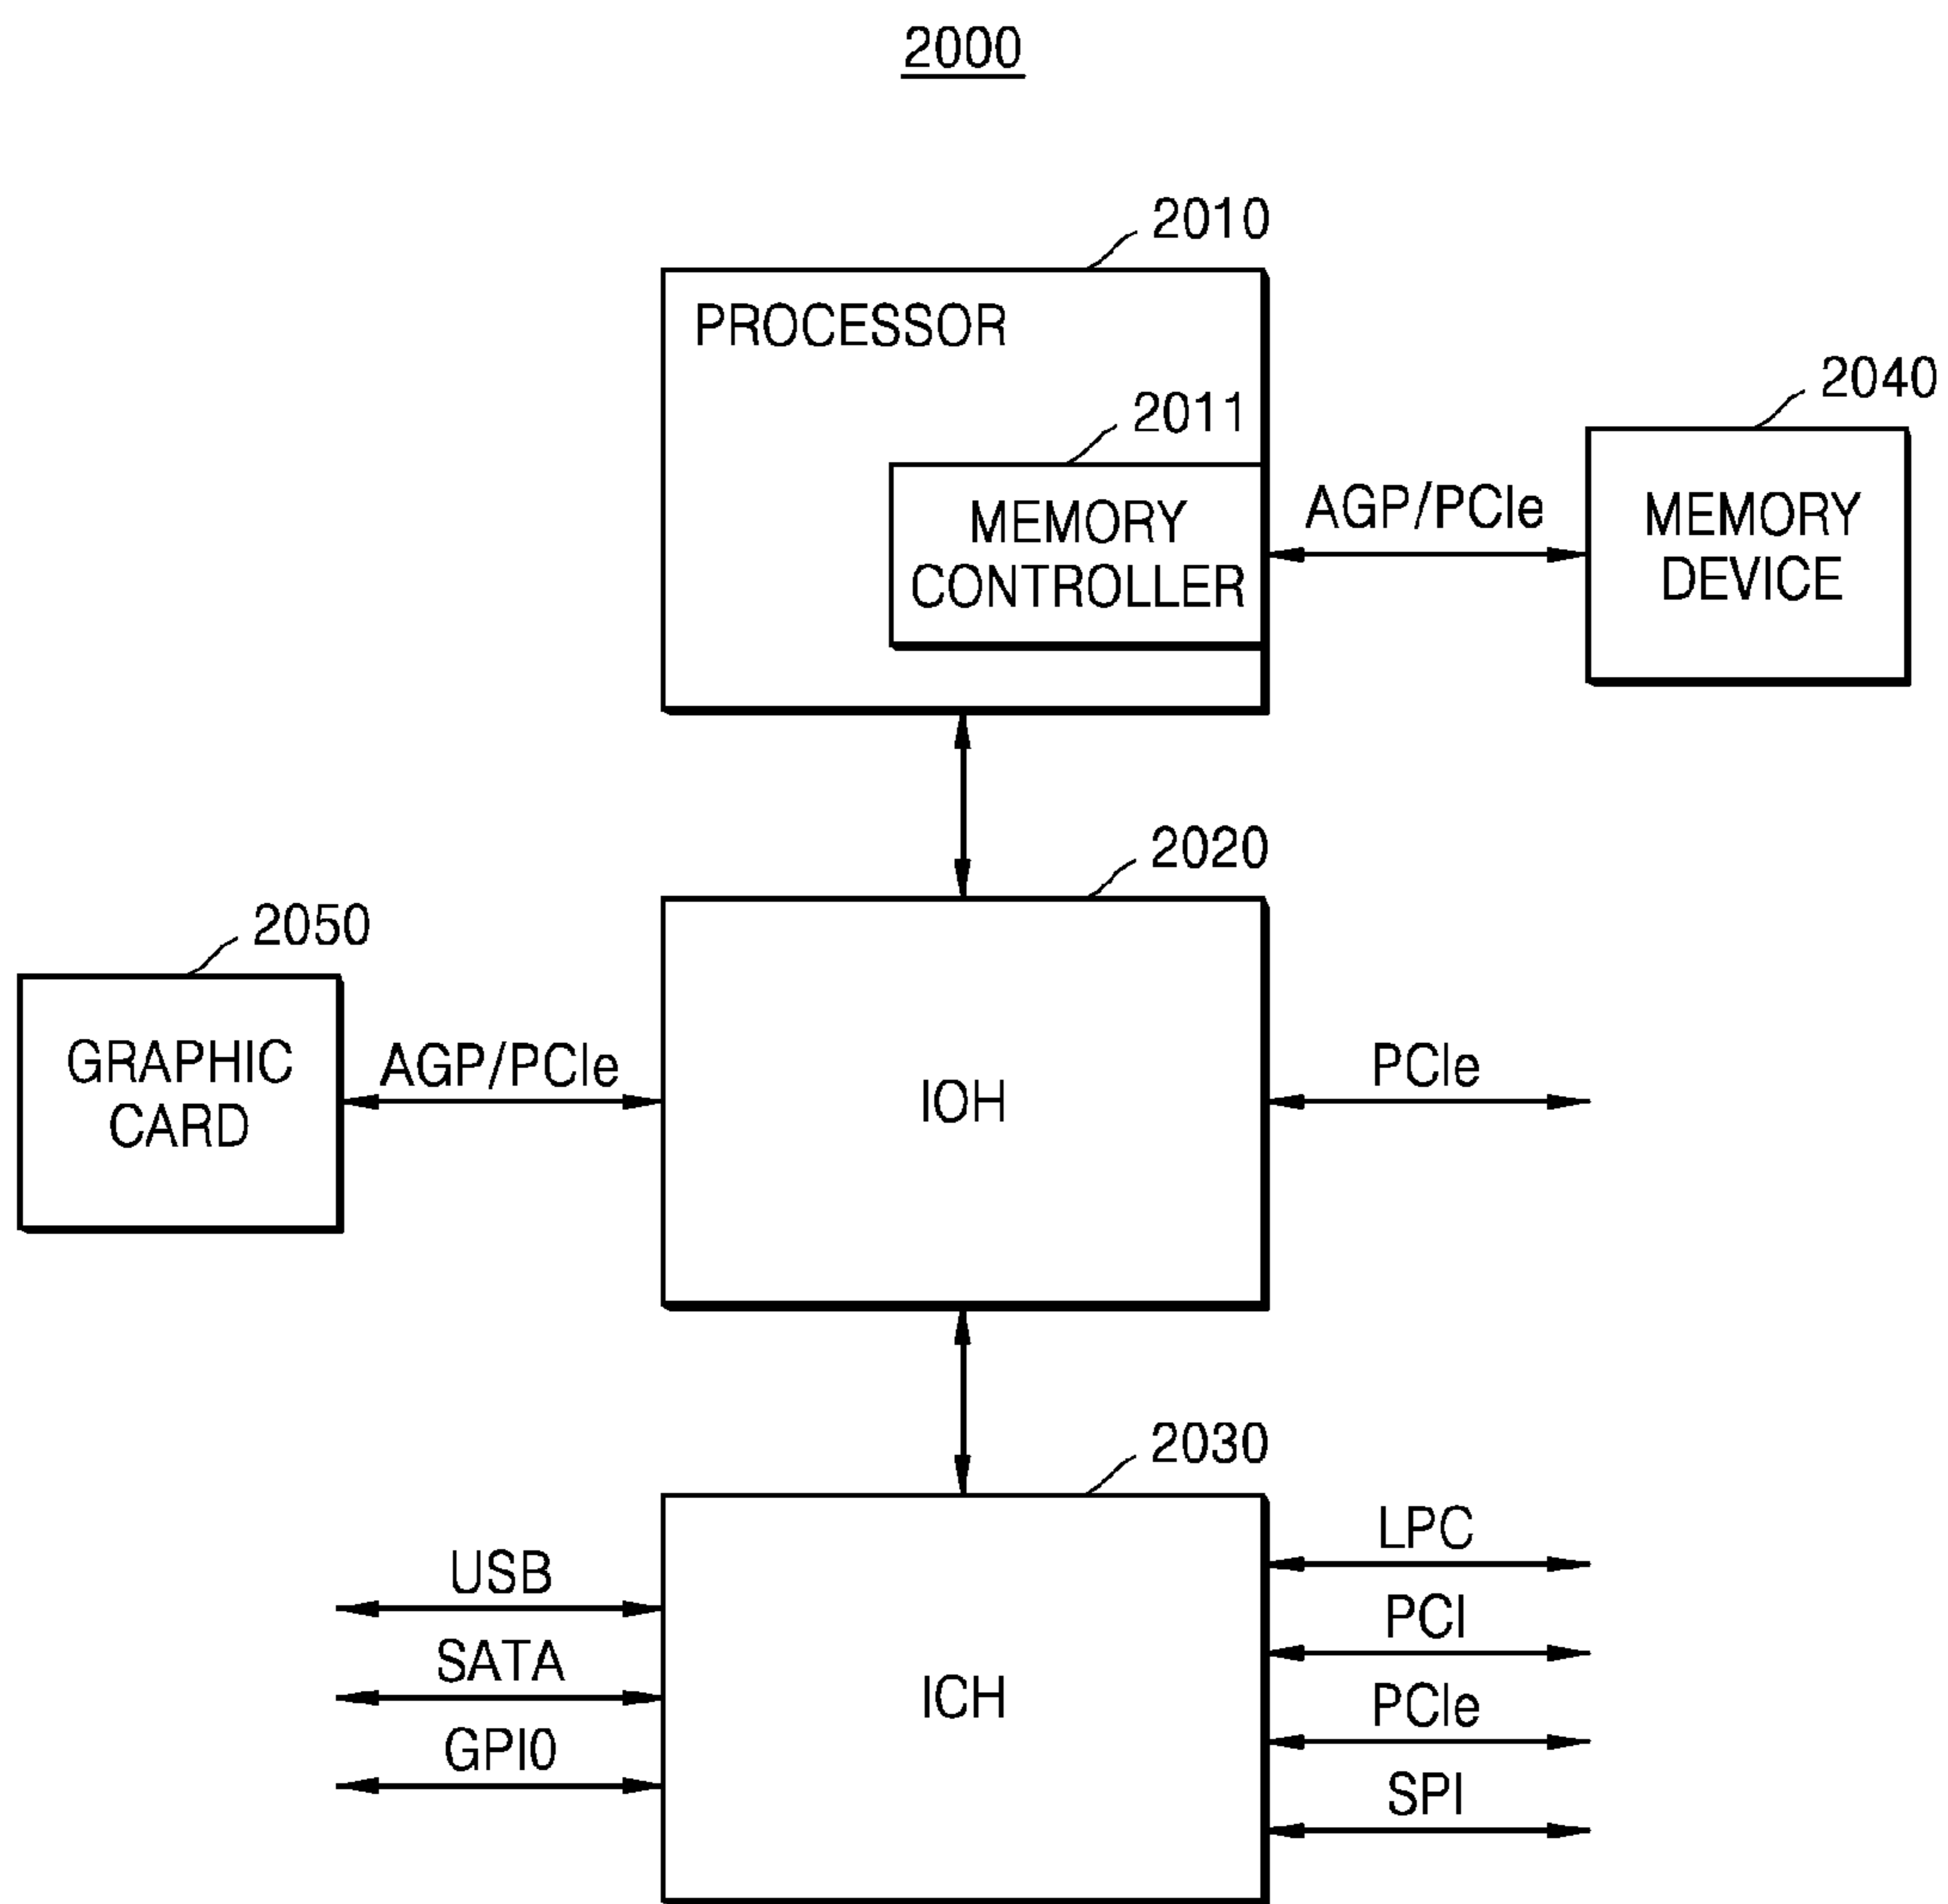 2000
2010
PROCESSOR
2011
2040
MEMORY
CONTROLLER
AGP/PCIe
MEMORY
DEVICE
2020
2050
GRAPHIC
CARD
AGP/PCIe
IOH
PCIe
2030
USB
SATA
GPI0
ICH
LPC
PCI
PCIe
SPI